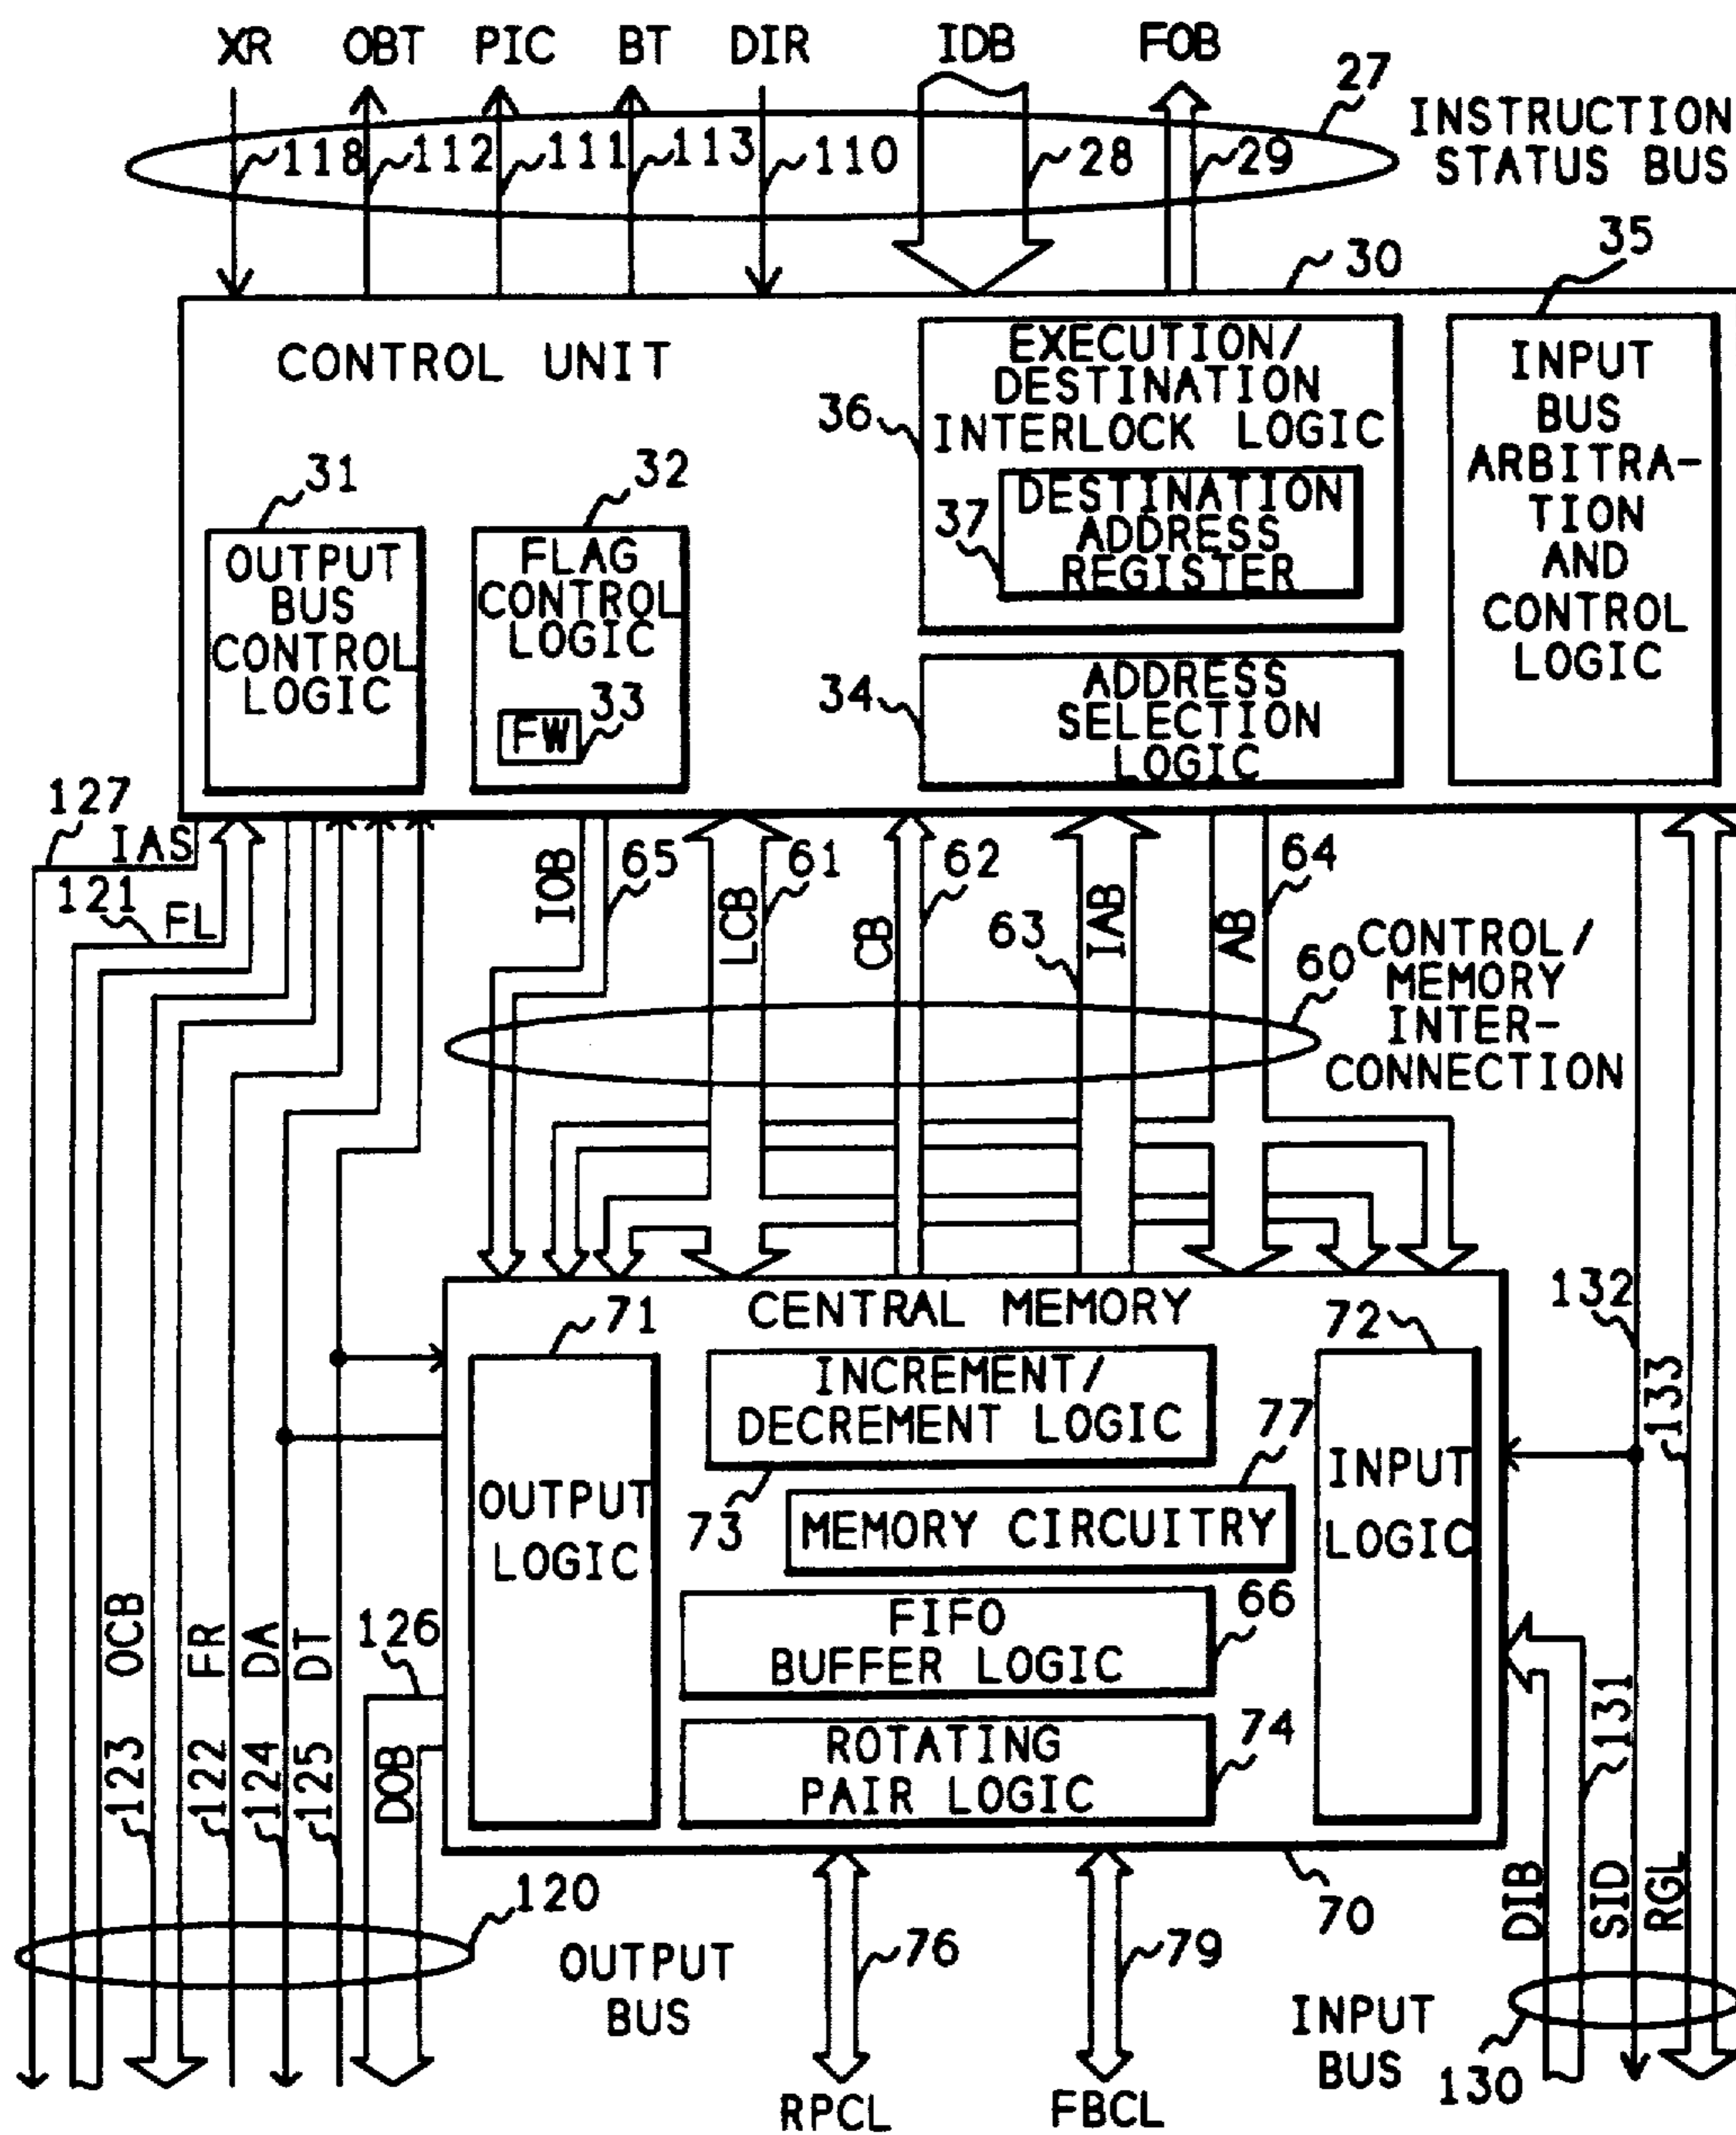 XR OBT PIC BT DIR IDB FOB
27
INSTRUCTION
STATUS BUS
118 112 111 113 110 28 29
30
35
CONTROL UNIT
EXECUTION/
DESTINATION
INTERLOCK LOGIC
36
DESTINATION
ADDRESS
REGISTER
37
INPUT
BUS
ARBITRA-
TION
AND
CONTROL
LOGIC
31
OUTPUT
BUS
CONTROL
LOGIC
32
FLAG
CONTROL
LOGIC
FW
33
34
ADDRESS
SELECTION
LOGIC
127
IAS
121
FL
IOB
65
LCB
61
CB
62
63
IAB
AB
64
60
CONTROL/
MEMORY
INTER-
CONNECTION
CENTRAL MEMORY
71
OUTPUT
LOGIC
INCREMENT/
DECREMENT LOGIC
73
77
MEMORY CIRCUITRY
72
INPUT
LOGIC
FIFO
BUFFER LOGIC
66
ROTATING
PAIR LOGIC
74
132
133
123 OCB
122 FR
124 DA
125 DT
126
DOB
DIB
131
SID
RGL
120
OUTPUT
BUS
76
79
70
INPUT
BUS
130
RPCL
FBCL